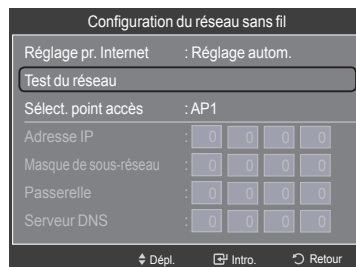 Configuration du réseau sans fil
Réglage pr. Internet : Réglage autom.
Test du réseau
Sélect. point accès : AP1
Adresse IP : 0 0 0 0
Masque de sous-réseau : 0 0 0 0
Passerelle : 0 0 0 0
Serveur DNS : 0 0 0 0
Dépl. Intro. Retour